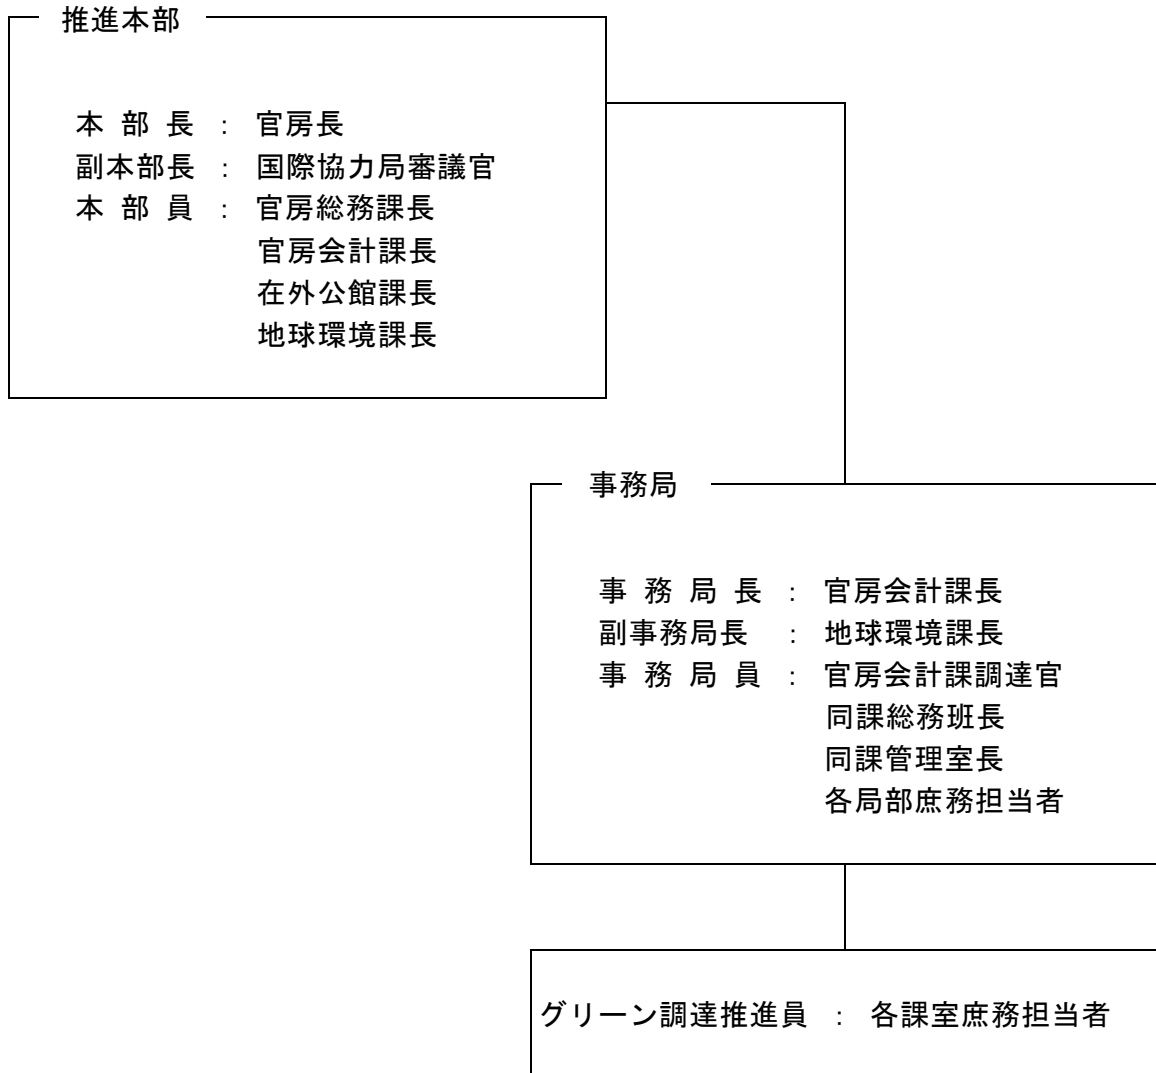 推進本部
本部長 : 官房長
副本部長 : 国際協力局審議官
本部員 : 官房総務課長
官房会計課長
在外公館課長
地球環境課長
事務局
事務局長 : 官房会計課長
副事務局長 : 地球環境課長
事務局員 : 官房会計課調達官
同課総務班長
同課管理室長
各局部庶務担当者
グリーン調達推進員 : 各課室庶務担当者